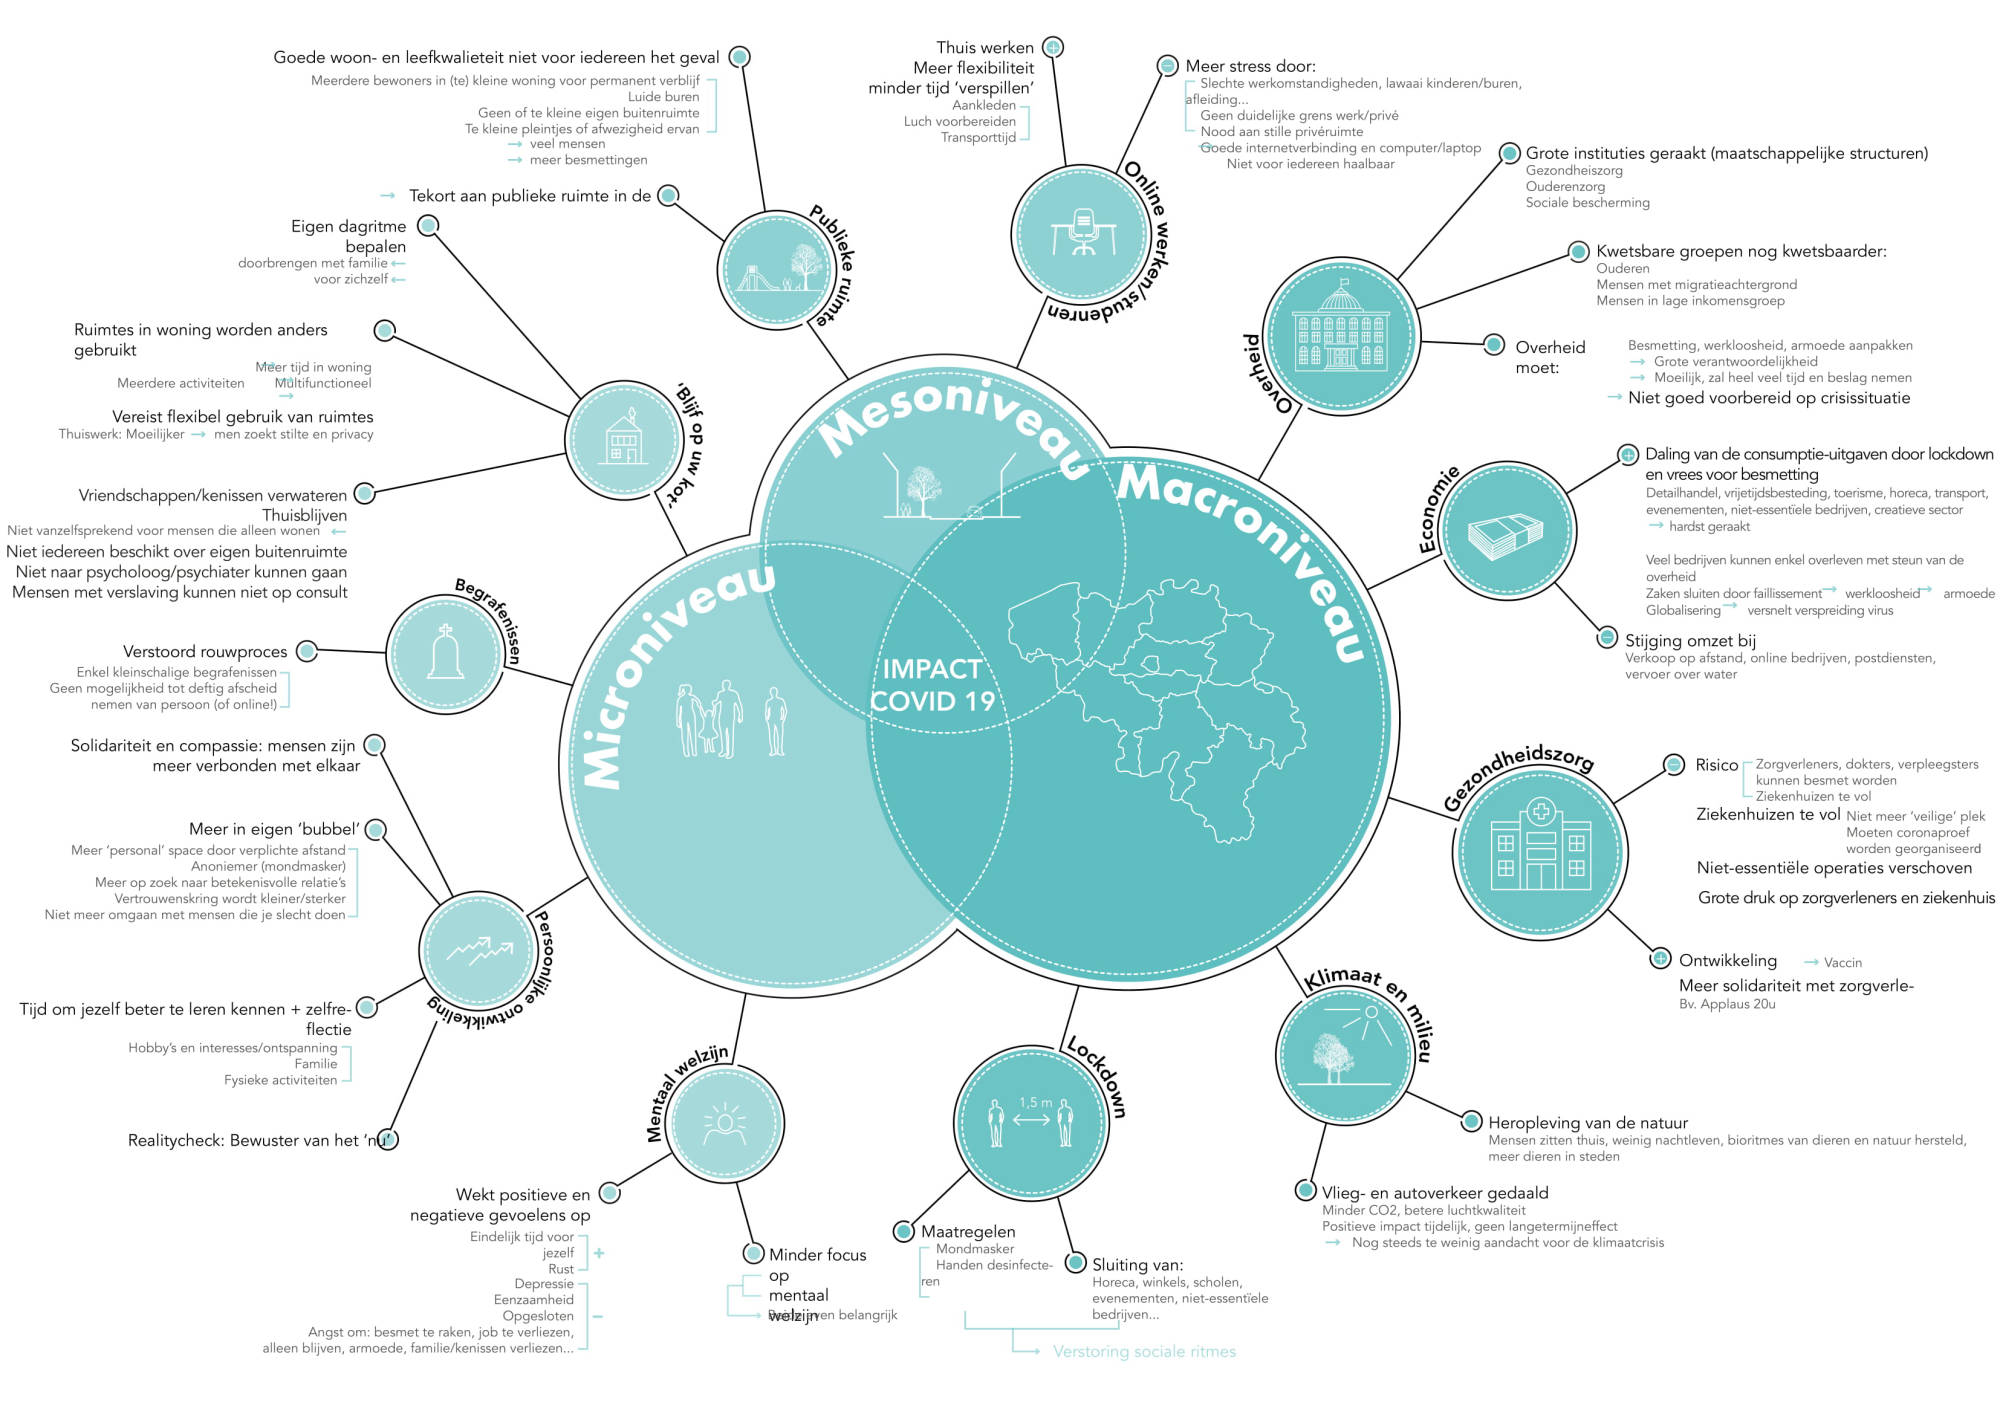 Goede woon- en leefkwalieteit niet voor iedereen het geval
Meerdere bewoners in (te) kleine woning voor permanent verblijf
Luide buren
Geen of te kleine eigen buitenruimte
Te kleine pleintjes of afwezigheid ervan
→ veel mensen
→ meer besmettingen
→ Tekort aan publieke ruimte in de
Publieke ruimte
Thuis werken
Meer flexibiliteit
minder tijd ‘verspillen’
Aankleden
Luch voorbereiden
Transporttijd
Meer stress door:
Slechte werkomstandigheden, lawaai kinderen/buren,
afleiding...
Geen duidelijke grens werk/privé
Nood aan stille privéruimte
→ Goede internetverbinding en computer/laptop
Niet voor iedereen haalbaar
Online werken/studenren
Grote instituties geraakt (maatschappelijke structuren)
Gezondheiszorg
Ouderenzorg
Sociale bescherming
Kwetsbare groepen nog kwetsbaarder:
Ouderen
Mensen met migratieachtergrond
Mensen in lage inkomensgroep
Overheid
moet:
Besmetting, werkloosheid, armoede aanpakken
→ Grote verantwoordelijkheid
→ Moeilijk, zal heel veel tijd en beslag nemen
→ Niet goed voorbereid op crisissituatie
Overheid
Eigen dagritme
bepalen
doorbrengen met familie ←
voor zichzelf ←
Ruimtes in woning worden anders
gebruikt
→ Meer tijd in woning
Meerdere activiteiten → Multifunctioneel
→
Vereist flexibel gebruik van ruimtes
Thuiswerk: Moeilijker → men zoekt stilte en privacy
Vriendschappen/kenissen verwateren
Thuisblijven
Niet vanzelfsprekend voor mensen die alleen wonen ←
Niet iedereen beschikt over eigen buitenruimte
Niet naar psycholoog/psychiater kunnen gaan
Mensen met verslaving kunnen niet op consult
‘Blijf op uw kot’
Mesoniveau
Macroniveau
Microniveau
IMPACT
COVID 19
Daling van de consumptie-uitgaven door lockdown
en vrees voor besmetting
Detailhandel, vrijetijdsbesteding, toerisme, horeca, transport,
evenementen, niet-essentïele bedrijven, creatieve sector
→ hardst geraakt
Veel bedrijven kunnen enkel overleven met steun van de
overheid
Zaken sluiten door faillissement → werkloosheid → armoede
Globalisering → versnelt verspreiding virus
Stijging omzet bij
Verkoop op afstand, online bedrijven, postdiensten,
vervoer over water
Economie
Begrafenissen
Verstoord rouwproces
Enkel kleinschalige begrafenissen
Geen mogelijkheid tot deftig afscheid
nemen van persoon (of online!)
Solidariteit en compassie: mensen zijn
meer verbonden met elkaar
Meer in eigen ‘bubbel’
Meer ‘personal’ space door verplichte afstand
Anoniemer (mondmasker)
Meer op zoek naar betekenisvolle relatie’s
Vertrouwenskring wordt kleiner/sterker
Niet meer omgaan met mensen die je slecht doen
Tijd om jezelf beter te leren kennen + zelfre-
flectie
Hobby’s en interesses/ontspanning
Familie
Fysieke activiteiten
Realitycheck: Bewuster van het ‘nu’
Persoonlijke ontwikkeling
Gezondheidszorg
Risico
Zorgverleners, dokters, verpleegsters
kunnen besmet worden
Ziekenhuizen te vol
Ziekenhuizen te vol
Niet meer ‘veilige’ plek
Moeten coronaproef
worden georganiseerd
Niet-essentiële operaties verschoven
Grote druk op zorgverleners en ziekenhuis
Ontwikkeling → Vaccin
Meer solidariteit met zorgverle-
Bv. Applaus 20u
Mentaal welzijn
Wekt positieve en
negatieve gevoelens op
Eindelijk tijd voor
jezelf
Rust
+
Depressie
Eenzaamheid
Opgesloten
Angst om: besmet te raken, job te verliezen,
alleen blijven, armoede, familie/kenissen verliezen...
−
Minder focus
op
mentaal
welzijn
→ Beide even belangrijk
Lockdown
1,5 m
Maatregelen
Mondmasker
Handen desinfecte-
ren
Sluiting van:
Horeca, winkels, scholen,
evenementen, niet-essentïele
bedrijven...
→ Verstoring sociale ritmes
Klimaat en milieu
Heropleving van de natuur
Mensen zitten thuis, weinig nachtleven, bioritmes van dieren en natuur hersteld,
meer dieren in steden
Vlieg- en autoverkeer gedaald
Minder CO2, betere luchtkwaliteit
Positieve impact tijdelijk, geen langetermijneffect
→ Nog steeds te weinig aandacht voor de klimaatcrisis